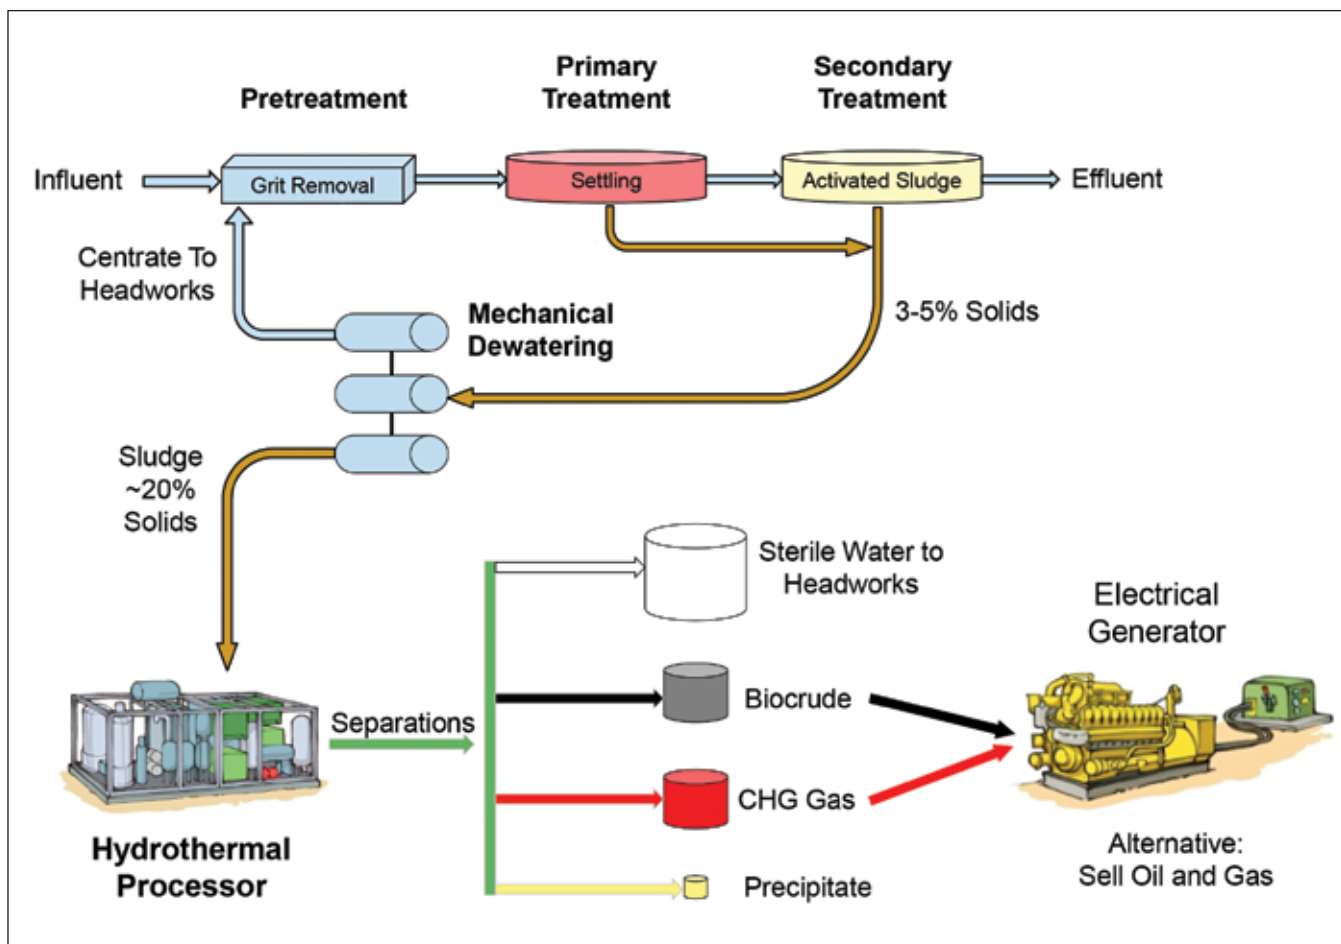 Pretreatment
Primary
Treatment
Secondary
Treatment
Influent
Grit Removal
Settling
Activated Sludge
Effluent
Centrate To
Headworks
Mechanical
Dewatering
3-5% Solids
Sludge
~20%
Solids
Sterile Water to
Headworks
Electrical
Generator
Separations
Biocrude
CHG Gas
Hydrothermal
Processor
Alternative:
Sell Oil and Gas
Precipitate